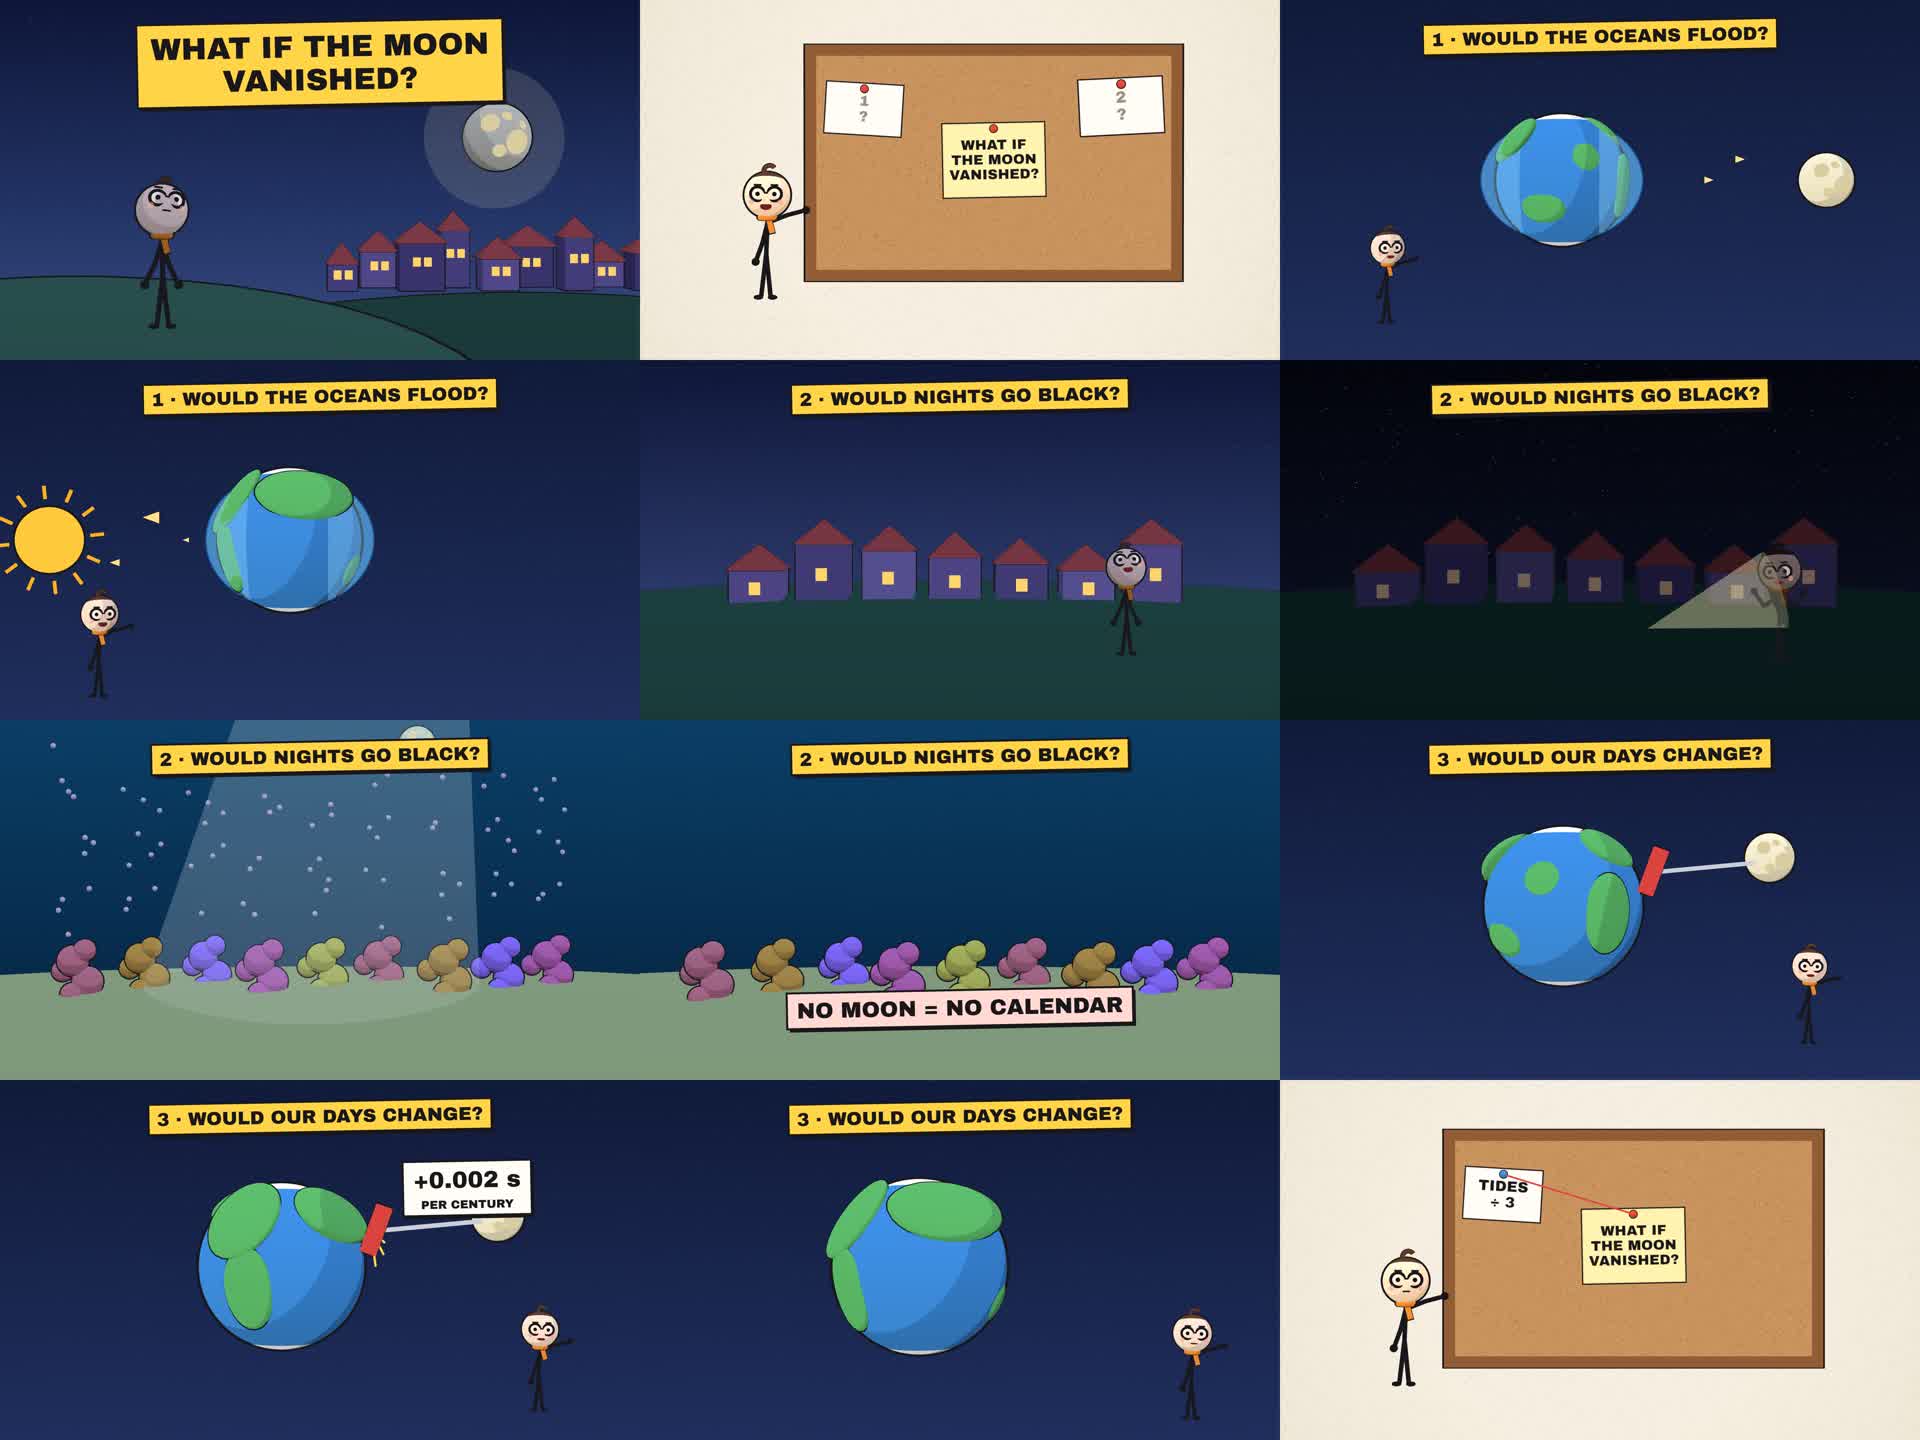 WHAT IF THE MOON
VANISHED?
1
?
2
?
WHAT IF
THE MOON
VANISHED?
1 · WOULD THE OCEANS FLOOD?
1 · WOULD THE OCEANS FLOOD?
2 · WOULD NIGHTS GO BLACK?
2 · WOULD NIGHTS GO BLACK?
2 · WOULD NIGHTS GO BLACK?
2 · WOULD NIGHTS GO BLACK?
NO MOON = NO CALENDAR
3 · WOULD OUR DAYS CHANGE?
3 · WOULD OUR DAYS CHANGE?
+0.002 s
PER CENTURY
3 · WOULD OUR DAYS CHANGE?
TIDES
÷ 3
WHAT IF
THE MOON
VANISHED?